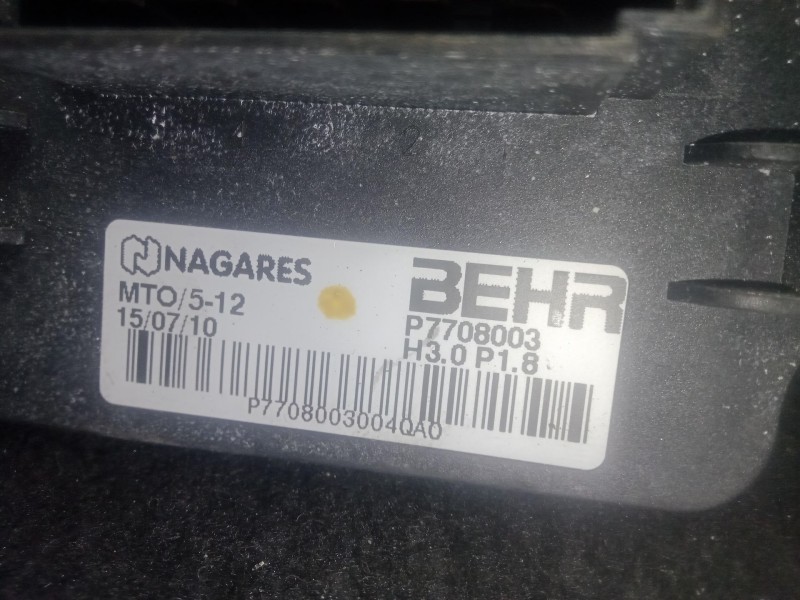 NAGARES
MTO/5-12
15/07/10
BEHR
P7708003
H3.0 P1.8
P7708003004QA0